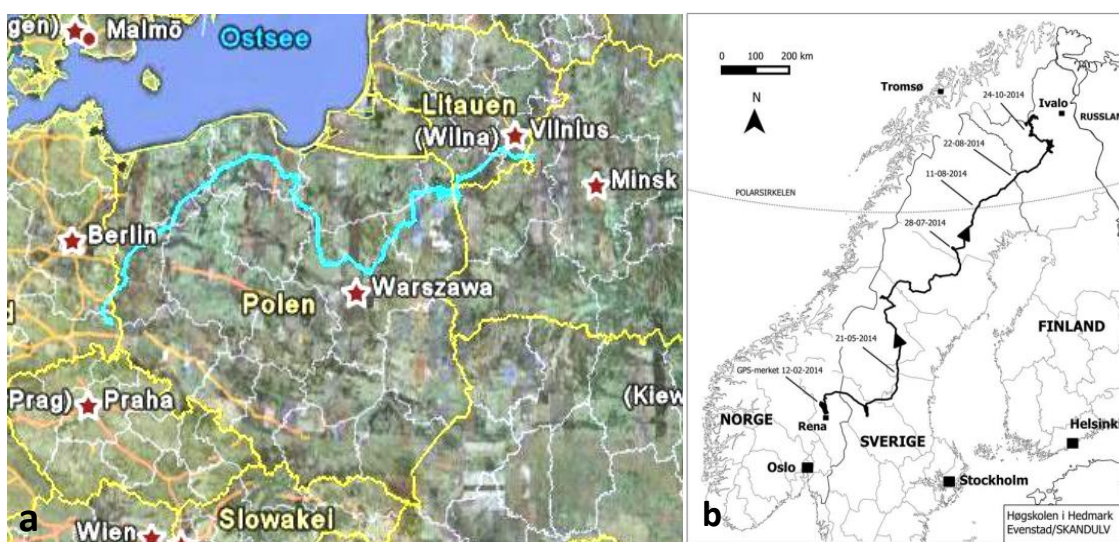 gen)
Malmö
Ostsee
Litauen
(Wilna)
Vilnius
Minsk
Berlin
Warszawa
Polen
d
Prag)
Praha
(Kiew
Slowakei
Wien
a
0 100 200 km
N
Tromsø
24-10-2014
Ivalo
RUSSLAN
22-08-2014
11-08-2014
POLARSIRKELEN
28-07-2014
FINLAND
21-05-2014
GPS-merket 12-02-2014
NORGE
Rena
SVERIGE
Helsinki
Oslo
Stockholm
Høgskolen i Hedmark
Evenstad/SKANDULV
b